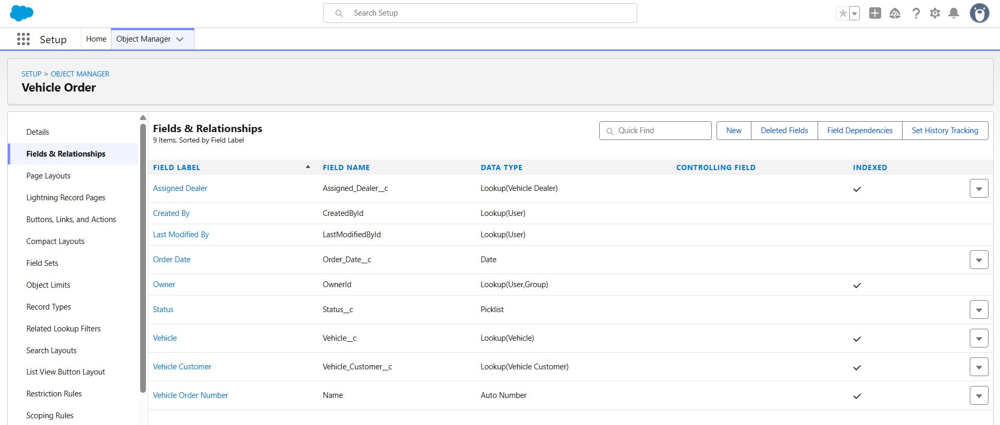 Search Setup
Setup
Home
Object Manager
SETUP > OBJECT MANAGER
Vehicle Order
Details
Fields & Relationships
Page Layouts
Lightning Record Pages
Buttons, Links, and Actions
Compact Layouts
Field Sets
Object Limits
Record Types
Related Lookup Filters
Search Layouts
List View Button Layout
Restriction Rules
Scoping Rules
Fields & Relationships
9 Items, Sorted by Field Label
Quick Find
New
Deleted Fields
Field Dependencies
Set History Tracking
FIELD LABEL FIELD NAME DATA TYPE CONTROLLING FIELD INDEXED
Assigned Dealer Assigned_Dealer__c Lookup(Vehicle Dealer)
Created By CreatedById Lookup(User)
Last Modified By LastModifiedById Lookup(User)
Order Date Order_Date__c Date
Owner OwnerId Lookup(User,Group)
Status Status__c Picklist
Vehicle Vehicle__c Lookup(Vehicle)
Vehicle Customer Vehicle_Customer__c Lookup(Vehicle Customer)
Vehicle Order Number Name Auto Number